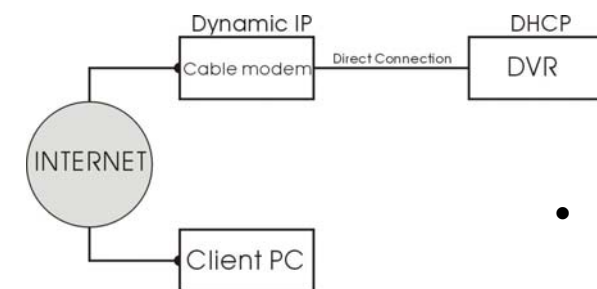 Dynamic IP
DHCP
Cable modem
Direct Connection
DVR
INTERNET
Client PC